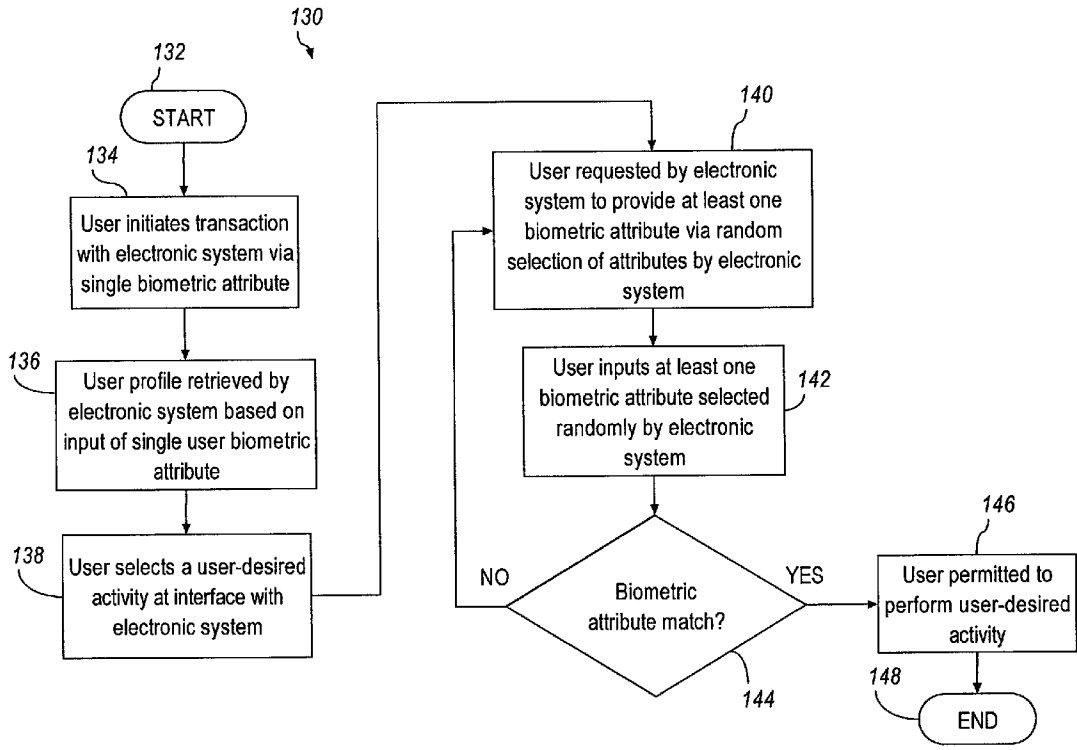 130
132
START
134
User initiates transaction
with electronic system via
single biometric attribute
136
User profile retrieved by
electronic system based on
input of single user biometric
attribute
138
User selects a user-desired
activity at interface with
electronic system
140
User requested by electronic
system to provide at least one
biometric attribute via random
selection of attributes by electronic
system
142
User inputs at least one
biometric attribute selected
randomly by electronic
system
NO
YES
Biometric
attribute match?
144
146
User permitted to
perform user-desired
activity
148
END